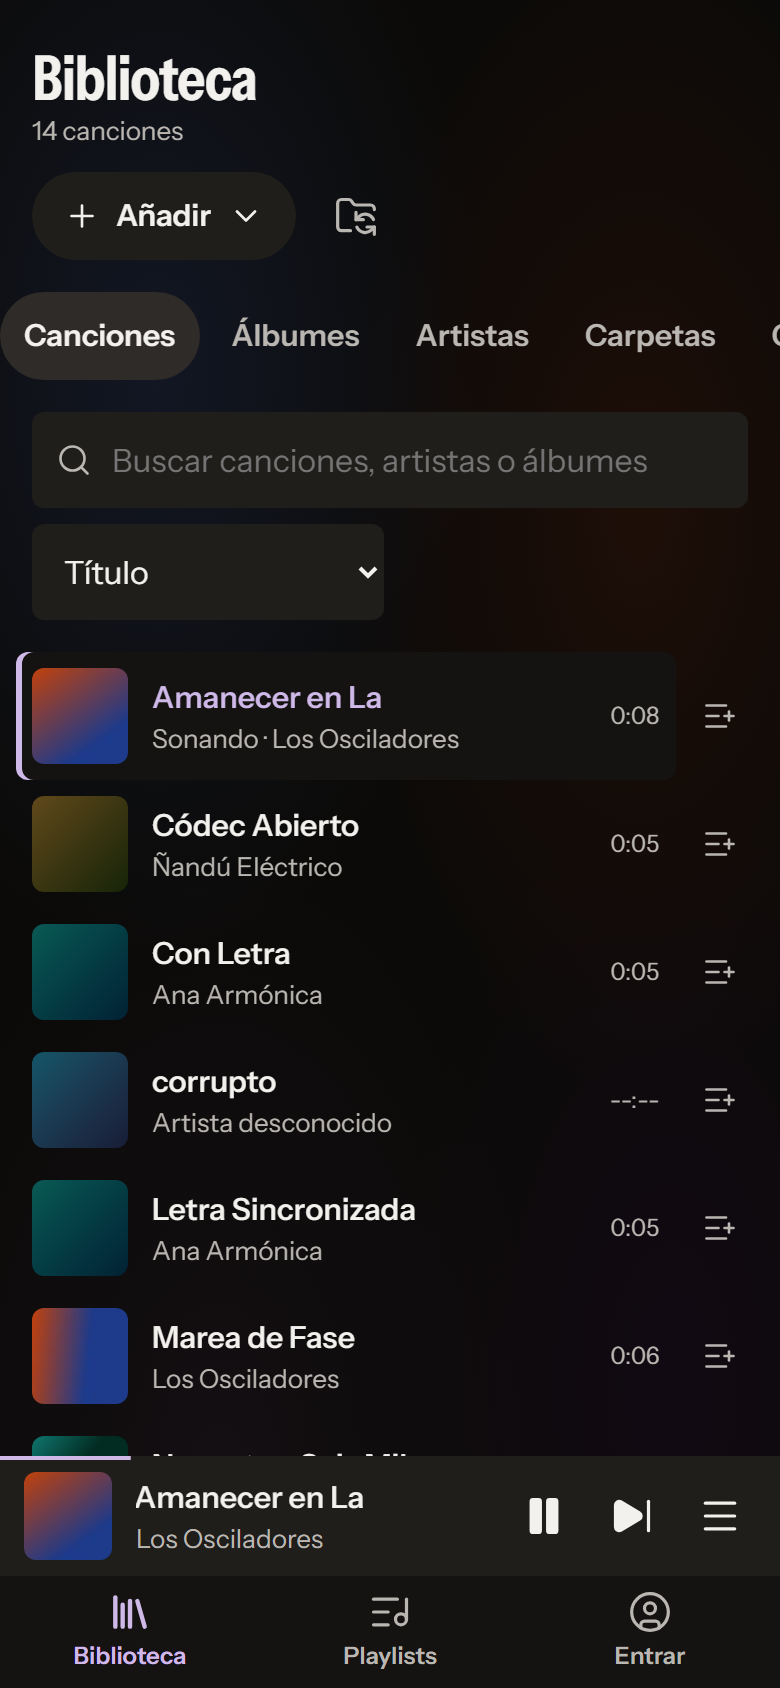 Biblioteca
14 canciones
Añadir
Canciones Álbumes Artistas Carpetas
Buscar canciones, artistas o álbumes
Título
Amanecer en La
Sonando · Los Osciladores
0:08
Códec Abierto
Ñandú Eléctrico
0:05
Con Letra
Ana Armónica
0:05
corrupto
Artista desconocido
--:--
Letra Sincronizada
Ana Armónica
0:05
Marea de Fase
Los Osciladores
0:06
Amanecer en La
Los Osciladores
Biblioteca Playlists Entrar